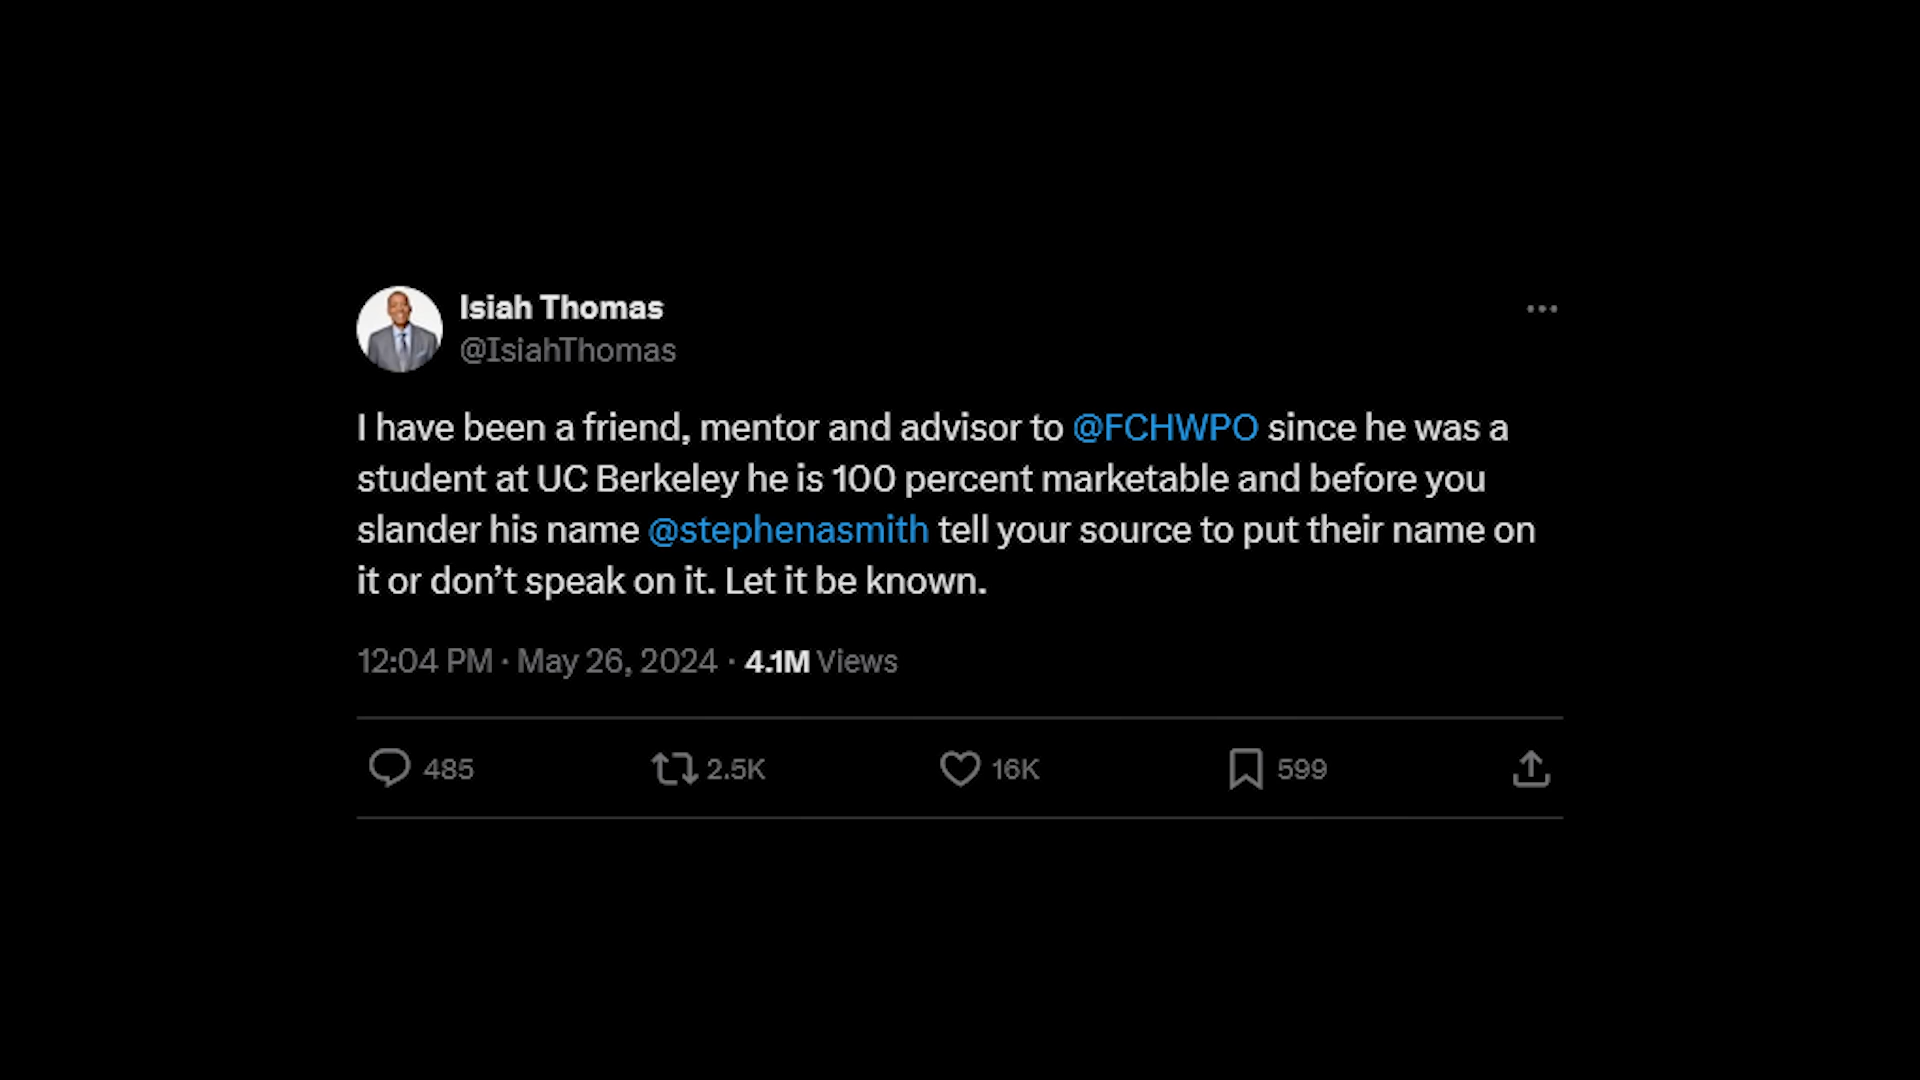 Isiah Thomas
@IsiahThomas
I have been a friend, mentor and advisor to @FCHWPO since he was a
student at UC Berkeley he is 100 percent marketable and before you
slander his name @stephenasmith tell your source to put their name on
it or don’t speak on it. Let it be known.
12:04 PM · May 26, 2024 · 4.1M Views
485 2.5K 16K 599